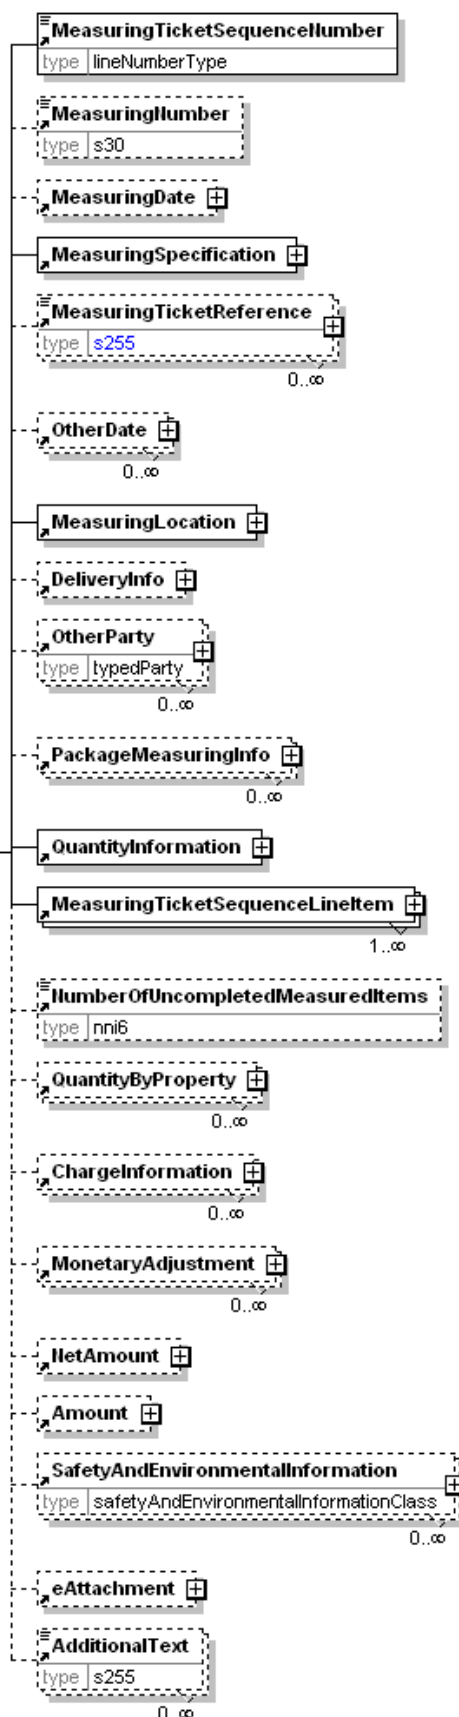 MeasuringTicketSequenceNumber
type lineNumberType
MeasuringNumber
type s30
MeasuringDate
MeasuringSpecification
MeasuringTicketReference
type s255
0..∞
OtherDate
0..∞
MeasuringLocation
DeliveryInfo
OtherParty
type typedParty
0..∞
PackageMeasuringInfo
0..∞
QuantityInformation
MeasuringTicketSequenceLineItem
1..∞
NumberOfUncompletedMeasuredItems
type nni6
QuantityByProperty
0..∞
ChargeInformation
0..∞
MonetaryAdjustment
0..∞
NetAmount
Amount
SafetyAndEnvironmentalInformation
type safetyAndEnvironmentalInformationClass
0..∞
eAttachment
AdditionalText
type s255
0..∞